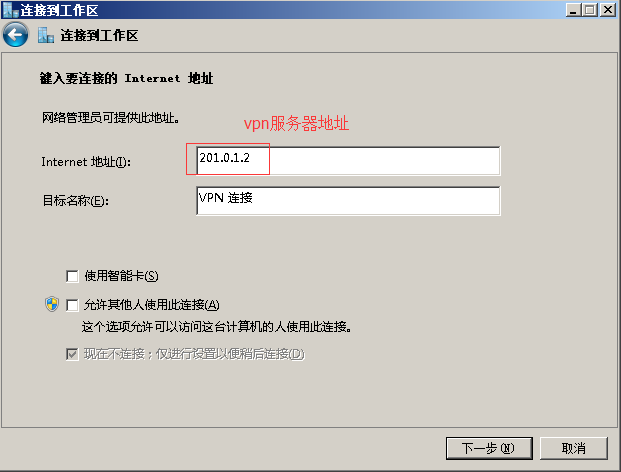 连接到工作区
连接到工作区
键入要连接的 Internet 地址
网络管理员可提供此地址。
vpn服务器地址
Internet 地址(I): 201.0.1.2
目标名称(E): VPN 连接
使用智能卡(S)
允许其他人使用此连接(A)
这个选项允许可以访问这台计算机的人使用此连接。
现在不连接；仅进行设置以便稍后连接(D)
下一步(N) 取消